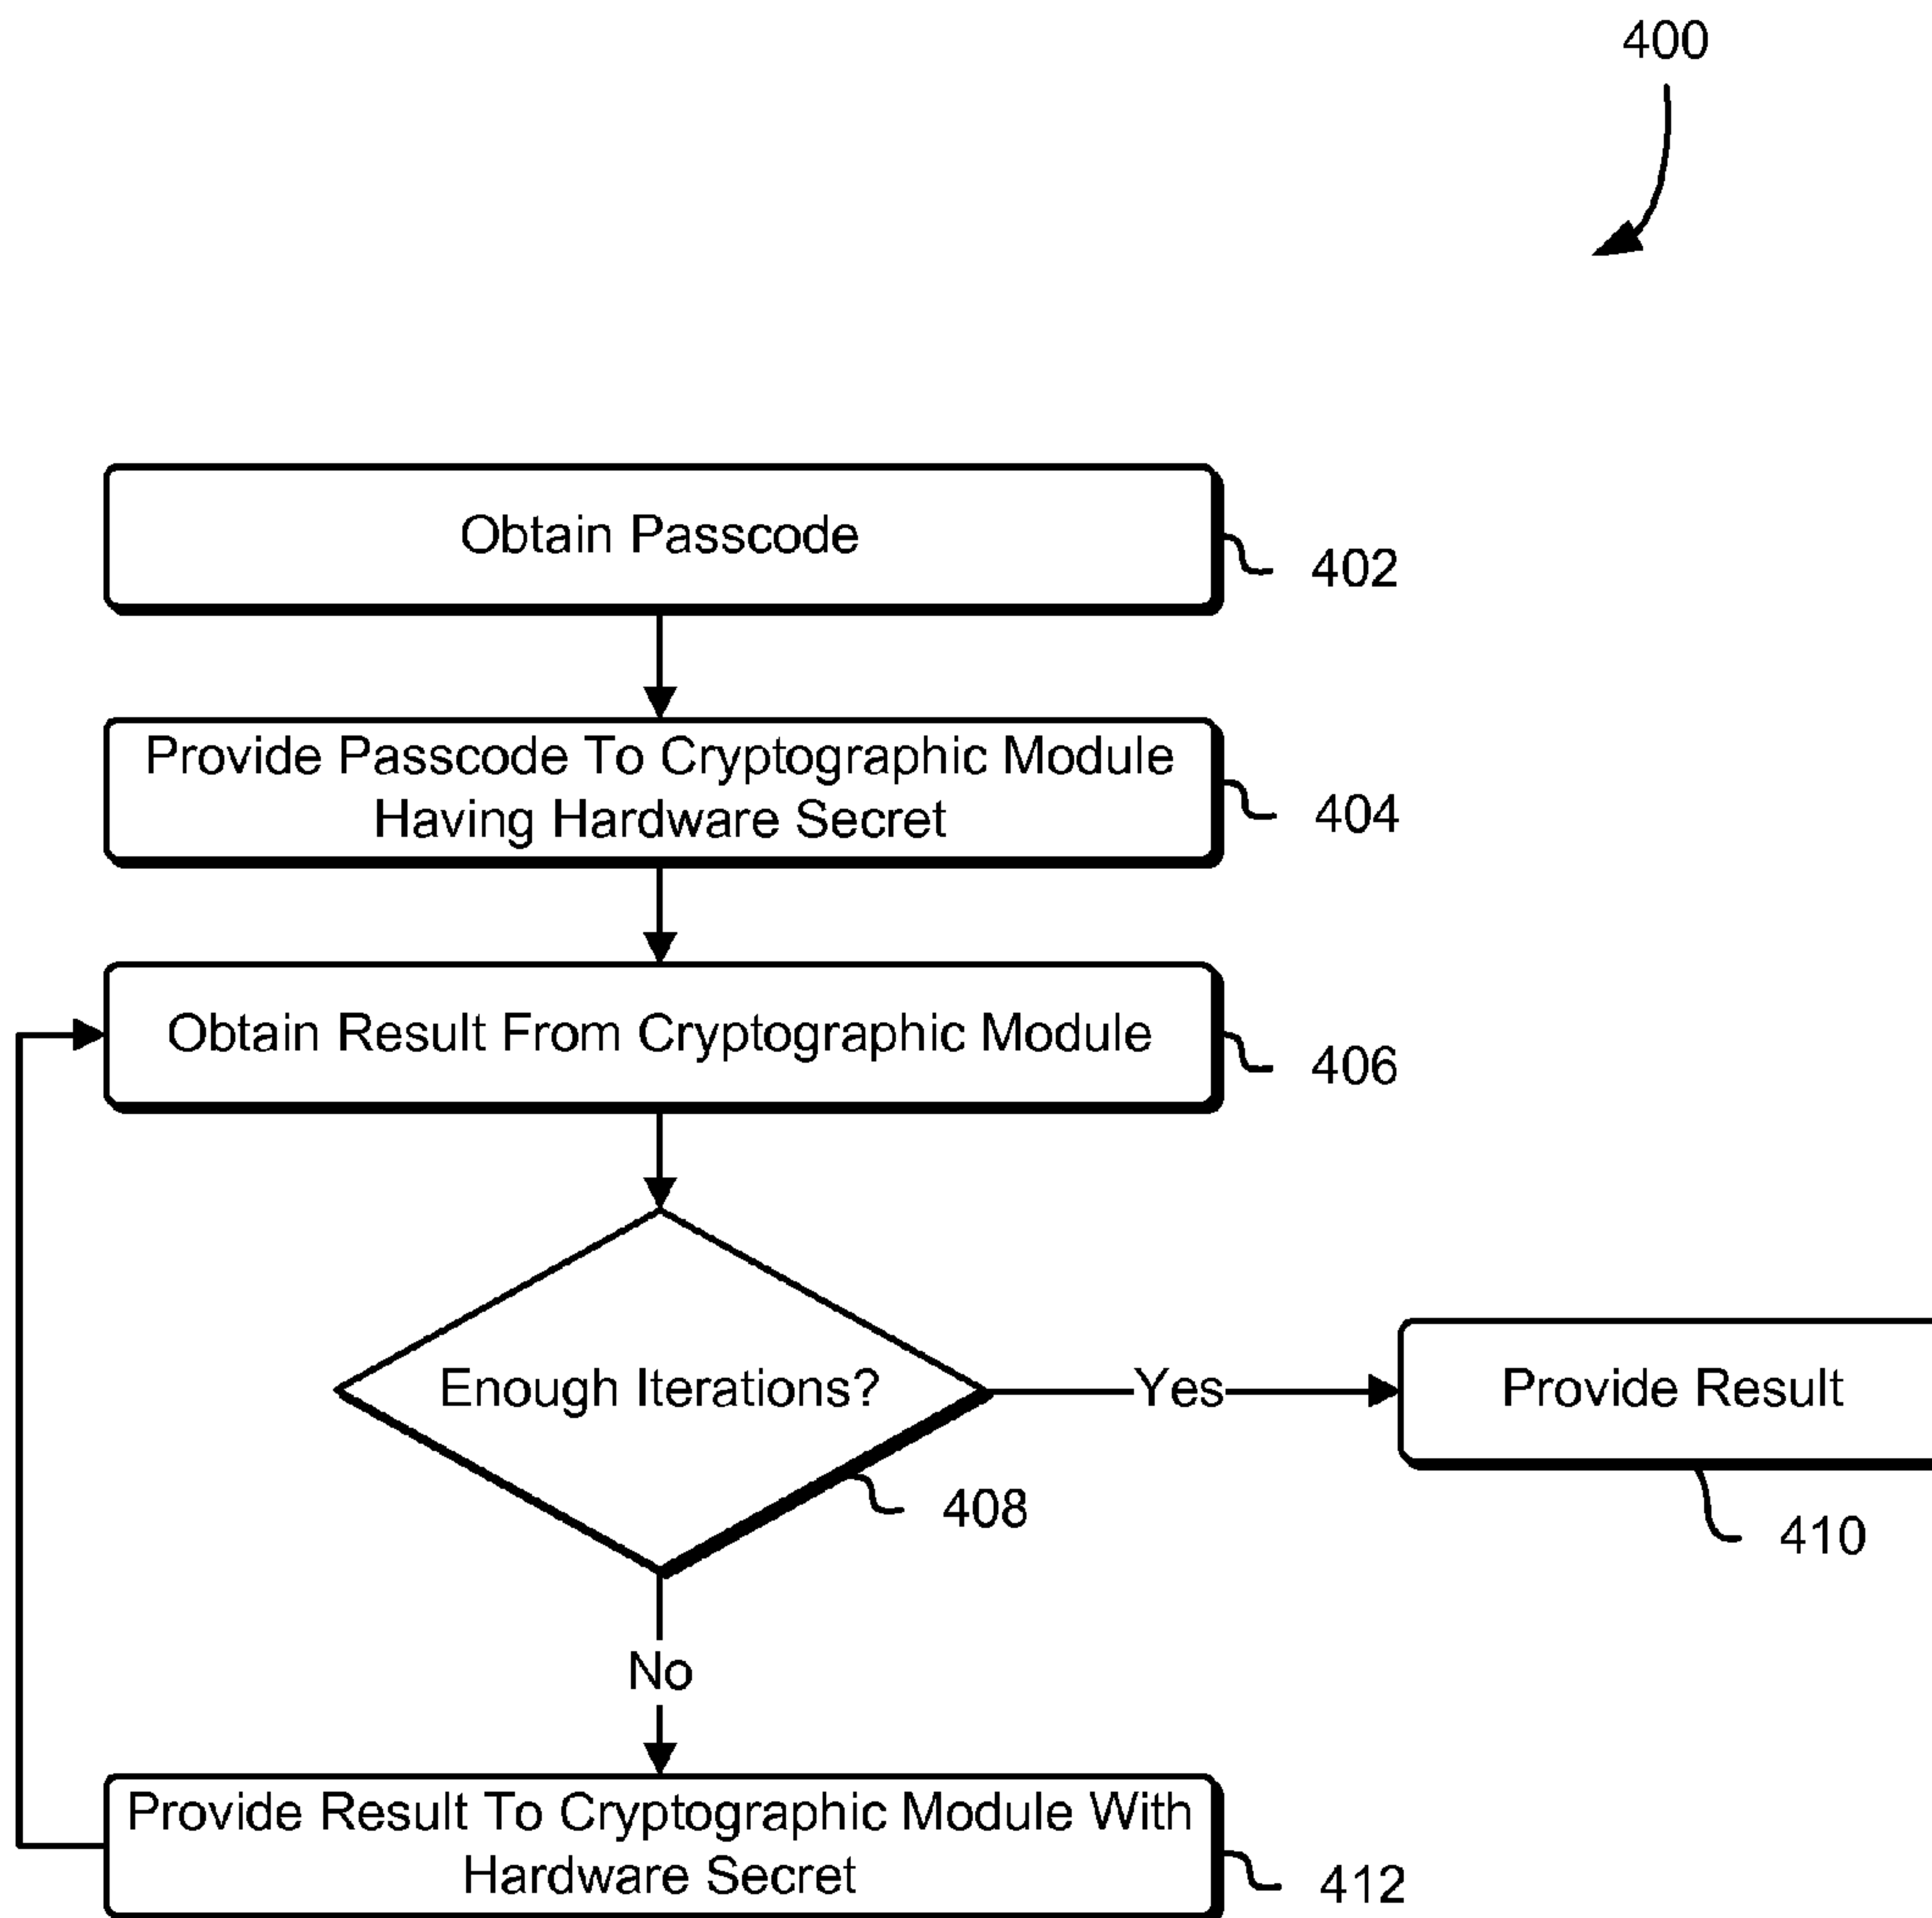 400
Obtain Passcode
402
Provide Passcode To Cryptographic Module
Having Hardware Secret
404
Obtain Result From Cryptographic Module
406
Enough Iterations?
Yes
Provide Result
408
410
No
Provide Result To Cryptographic Module With
Hardware Secret
412